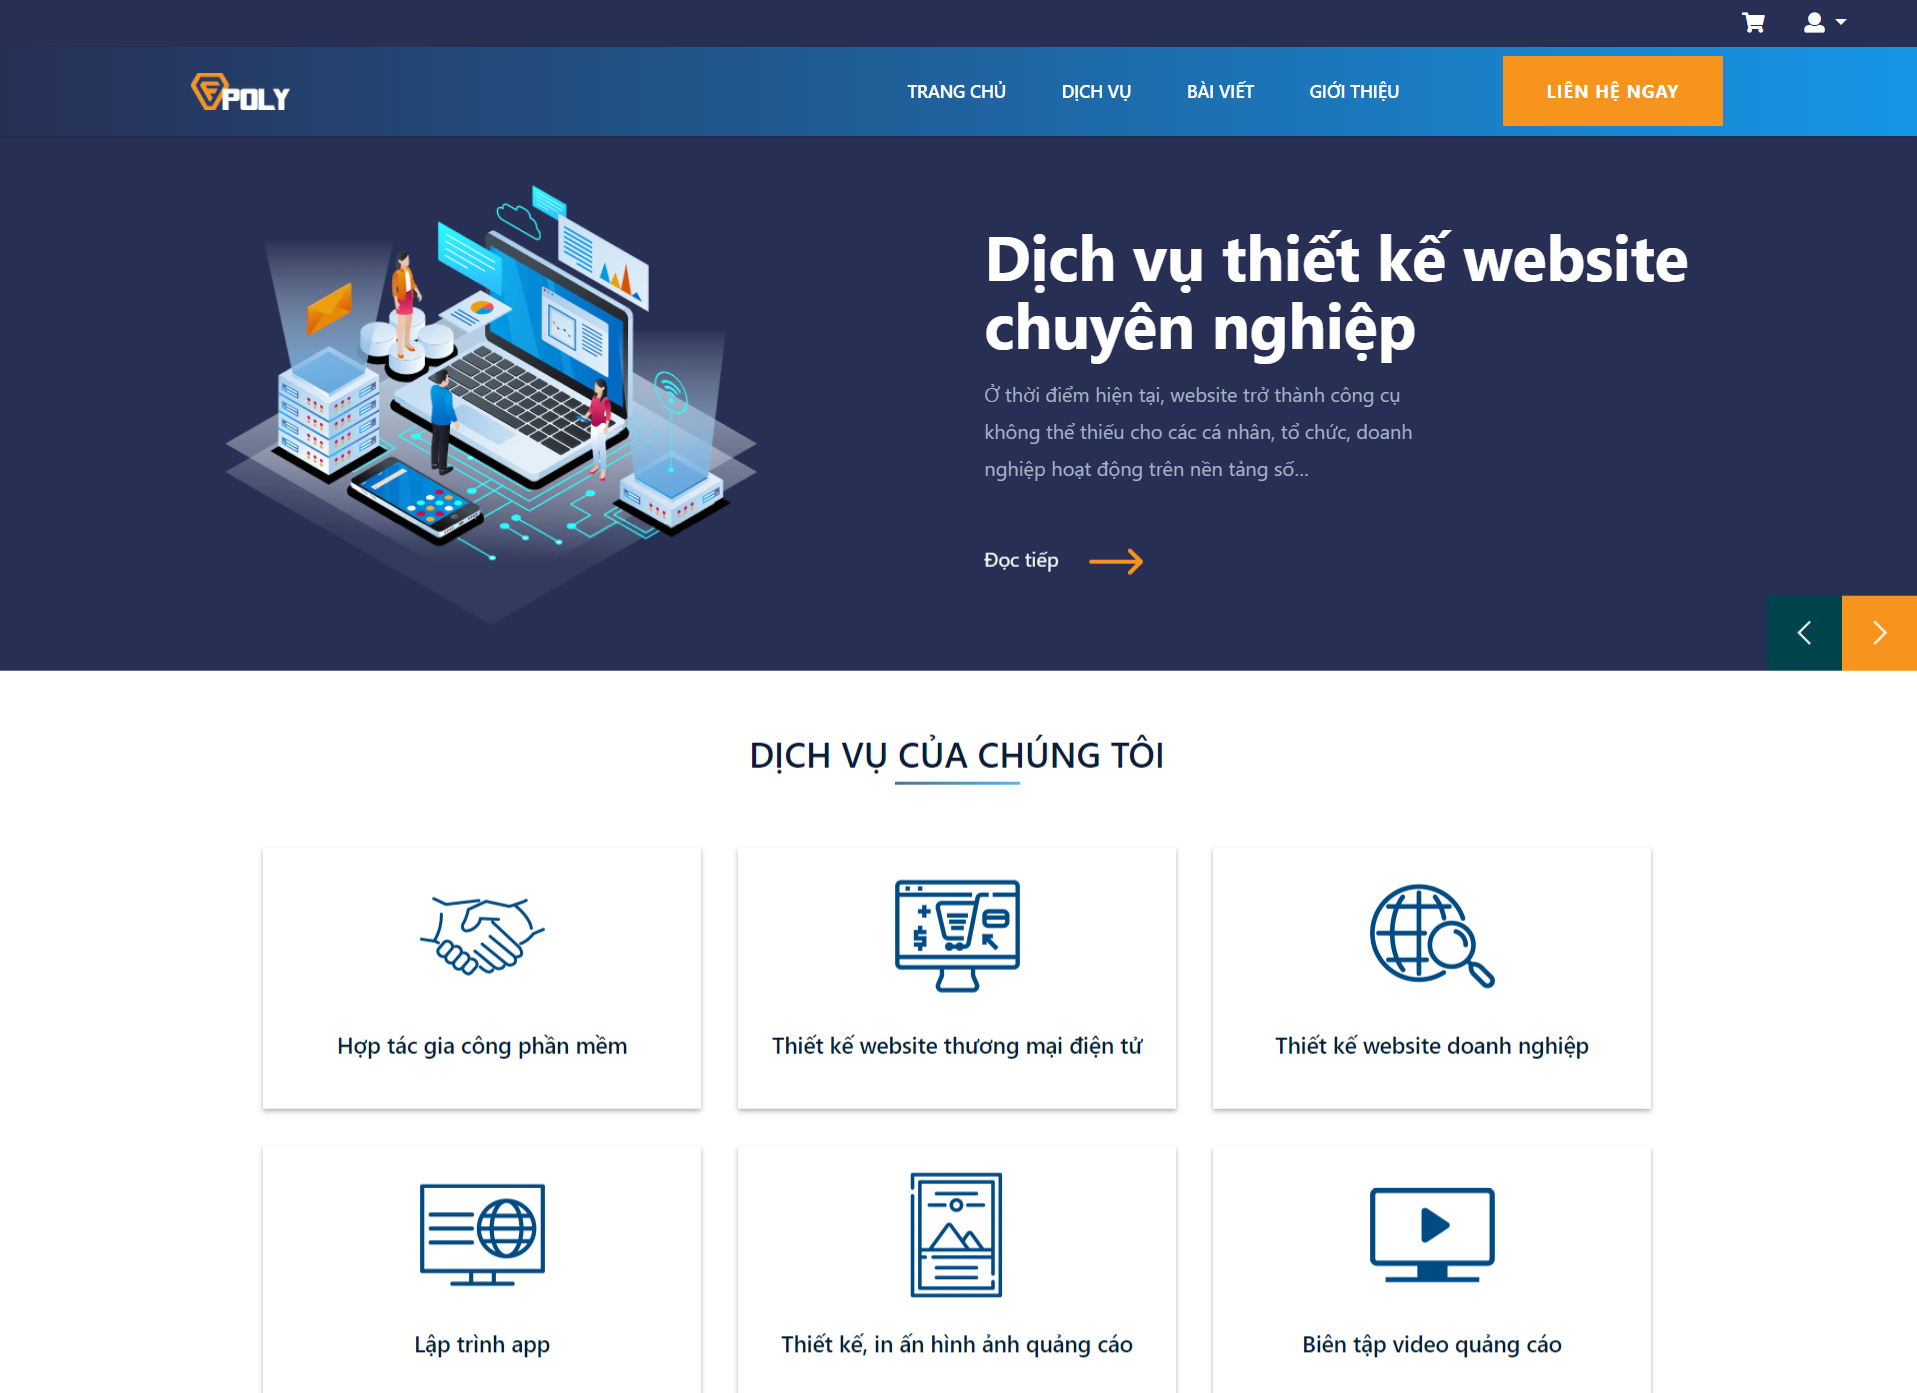 POLY
TRANG CHỦ
DỊCH VỤ
BÀI VIẾT
GIỚI THIỆU
LIÊN HỆ NGAY
Dịch vụ thiết kế website
chuyên nghiệp
Ở thời điểm hiện tại, website trở thành công cụ
không thể thiếu cho các cá nhân, tổ chức, doanh
nghiệp hoạt động trên nền tảng số...
Đọc tiếp
DỊCH VỤ CỦA CHÚNG TÔI
Hợp tác gia công phần mềm
Thiết kế website thương mại điện tử
Thiết kế website doanh nghiệp
Lập trình app
Thiết kế, in ấn hình ảnh quảng cáo
Biên tập video quảng cáo